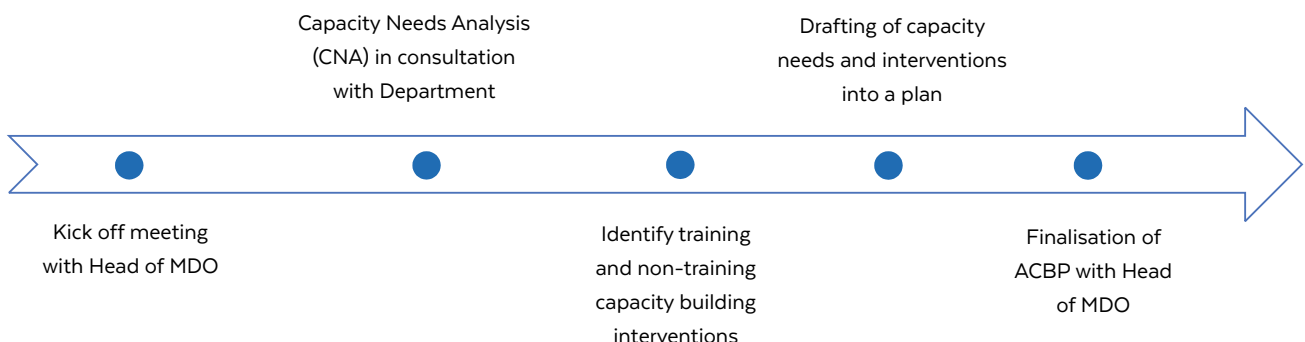 Kick off meeting
with Head of MDO
Capacity Needs Analysis
(CNA) in consultation
with Department
Identify training
and non-training
capacity building
interventions
Drafting of capacity
needs and interventions
into a plan
Finalisation of
ACBP with Head
of MDO